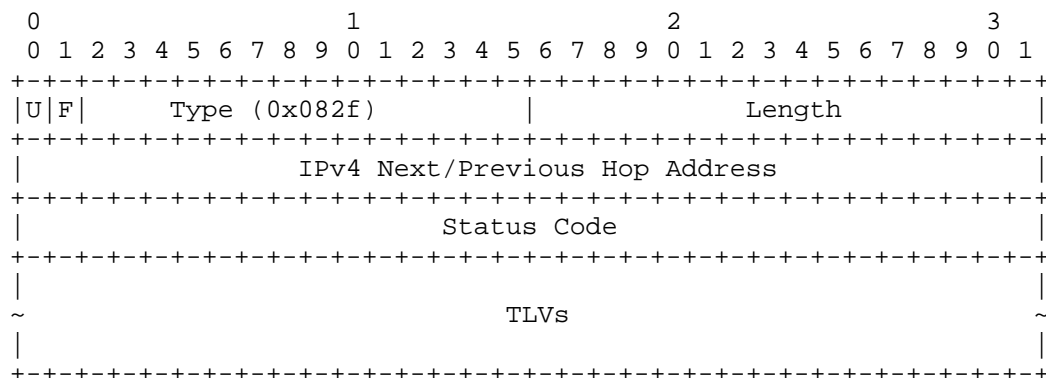 0                   1                   2                   3
 0 1 2 3 4 5 6 7 8 9 0 1 2 3 4 5 6 7 8 9 0 1 2 3 4 5 6 7 8 9 0 1
+-+-+-+-+-+-+-+-+-+-+-+-+-+-+-+-+-+-+-+-+-+-+-+-+-+-+-+-+-+-+-+-+
|U|F|     Type (0x082f)         |             Length            |
+-+-+-+-+-+-+-+-+-+-+-+-+-+-+-+-+-+-+-+-+-+-+-+-+-+-+-+-+-+-+-+-+
|                 IPv4 Next/Previous Hop Address                |
+-+-+-+-+-+-+-+-+-+-+-+-+-+-+-+-+-+-+-+-+-+-+-+-+-+-+-+-+-+-+-+-+
|                          Status Code                          |
+-+-+-+-+-+-+-+-+-+-+-+-+-+-+-+-+-+-+-+-+-+-+-+-+-+-+-+-+-+-+-+-+
|                                                               |
~                              TLVs                             ~
|                                                               |
+-+-+-+-+-+-+-+-+-+-+-+-+-+-+-+-+-+-+-+-+-+-+-+-+-+-+-+-+-+-+-+-+